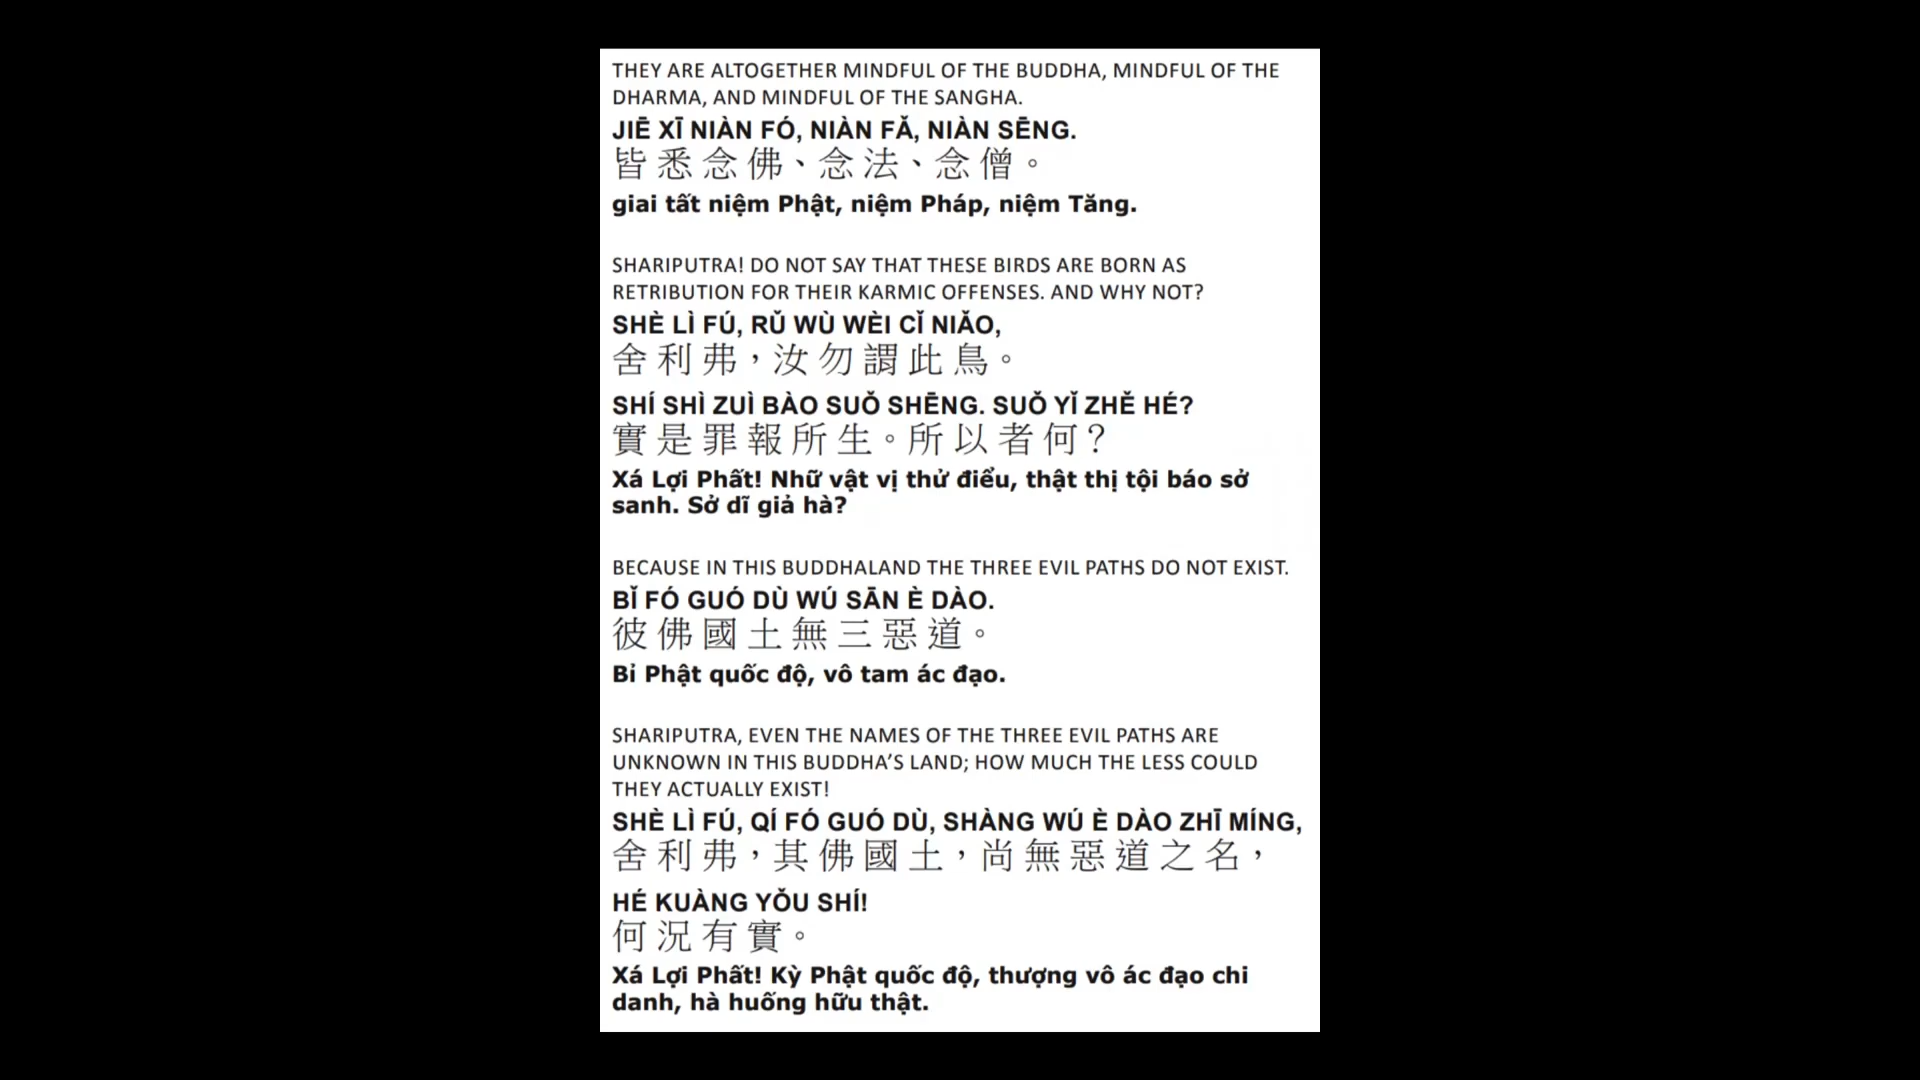 THEY ARE ALTOGETHER MINDFUL OF THE BUDDHA, MINDFUL OF THE
DHARMA, AND MINDFUL OF THE SANGHA.
JIĒ XĪ NIÀN FÓ, NIÀN FǍ, NIÀN SĒNG.
皆悉念佛、念法、念僧。
giai tất niệm Phật, niệm Pháp, niệm Tăng.
SHARIPUTRA! DO NOT SAY THAT THESE BIRDS ARE BORN AS
RETRIBUTION FOR THEIR KARMIC OFFENSES. AND WHY NOT?
SHÈ LÌ FÚ, RǓ WÙ WÈI CǏ NIǍO,
舍利弗，汝勿謂此鳥。
SHÍ SHÌ ZUÌ BÀO SUǑ SHĒNG. SUǑ YǏ ZHĚ HÉ?
實是罪報所生。所以者何？
Xá Lợi Phất! Nhữ vật vị thử điểu, thật thị tội báo sở
sanh. Sở dĩ giả hà?
BECAUSE IN THIS BUDDHALAND THE THREE EVIL PATHS DO NOT EXIST.
BǏ FÓ GUÓ DÙ WÚ SĀN È DÀO.
彼佛國土無三惡道。
Bỉ Phật quốc độ, vô tam ác đạo.
SHARIPUTRA, EVEN THE NAMES OF THE THREE EVIL PATHS ARE
UNKNOWN IN THIS BUDDHA’S LAND; HOW MUCH THE LESS COULD
THEY ACTUALLY EXIST!
SHÈ LÌ FÚ, QÍ FÓ GUÓ DÙ, SHÀNG WÚ È DÀO ZHĪ MÍNG,
舍利弗，其佛國土，尚無惡道之名，
HÉ KUÀNG YǑU SHÍ!
何況有實。
Xá Lợi Phất! Kỳ Phật quốc độ, thượng vô ác đạo chi
danh, hà huống hữu thật.